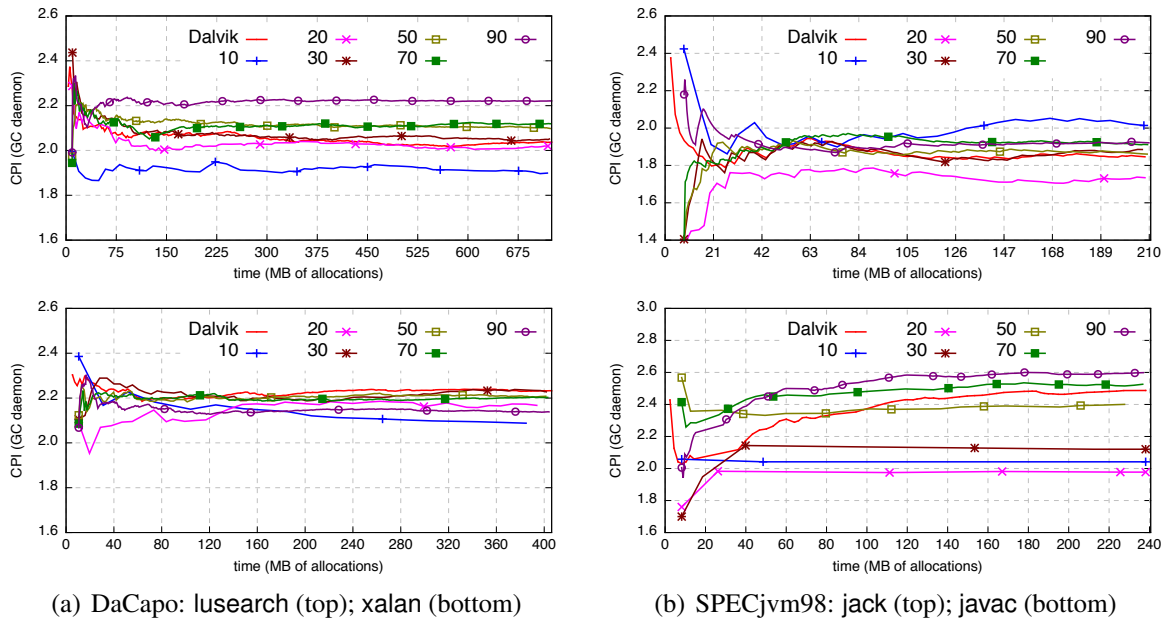 Dalvik 20 50 90
10 30 70
CPI (GC daemon)
2.4
2.2
2.0
1.8
1.6
0 75 150 225 300 375 450 525 600 675
time (MB of allocations)
Dalvik 20 50 90
10 30 70
CPI (GC daemon)
2.6
2.4
2.2
2.0
1.8
1.6
1.4
0 21 42 63 84 105 126 147 168 189 210
time (MB of allocations)
Dalvik 20 50 90
10 30 70
CPI (GC daemon)
2.6
2.4
2.2
2.0
1.8
1.6
0 40 80 120 160 200 240 280 320 360 400
time (MB of allocations)
Dalvik 20 50 90
10 30 70
CPI (GC daemon)
3.0
2.8
2.6
2.4
2.2
2.0
1.8
1.6
0 20 40 60 80 100 120 140 160 180 200 220 240
time (MB of allocations)
(a) DaCapo: lusearch (top); xalan (bottom)
(b) SPECjvm98: jack (top); javac (bottom)